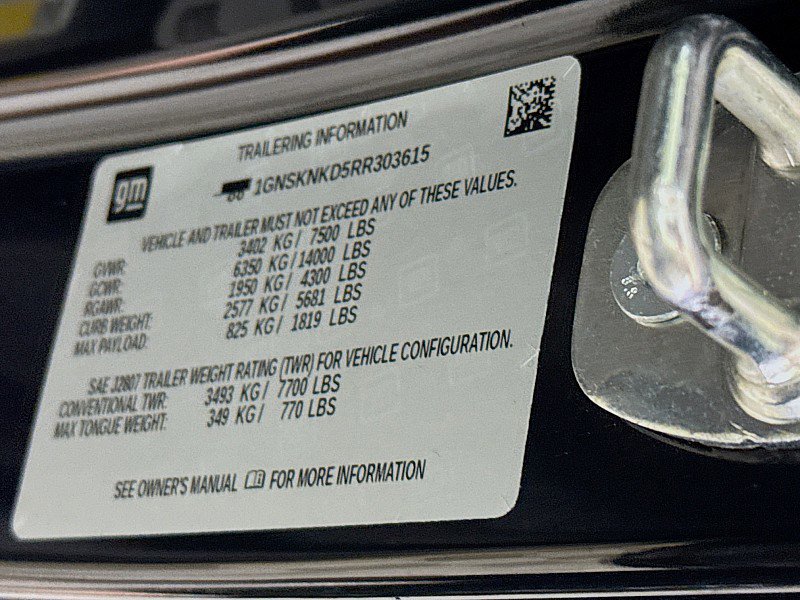 TRAILERING INFORMATION
gm
1GNSKNKD5RR303615
VEHICLE AND TRAILER MUST NOT EXCEED ANY OF THESE VALUES.
GVWR: 3402 KG / 7500 LBS
GCWR: 6350 KG / 14000 LBS
RGAWR: 1950 KG / 4300 LBS
CURB WEIGHT: 2577 KG / 5681 LBS
MAX PAYLOAD: 825 KG / 1819 LBS
SAE J2807 TRAILER WEIGHT RATING (TWR) FOR VEHICLE CONFIGURATION.
CONVENTIONAL TWR: 3493 KG / 7700 LBS
MAX TONGUE WEIGHT: 349 KG / 770 LBS
SEE OWNER'S MANUAL FOR MORE INFORMATION